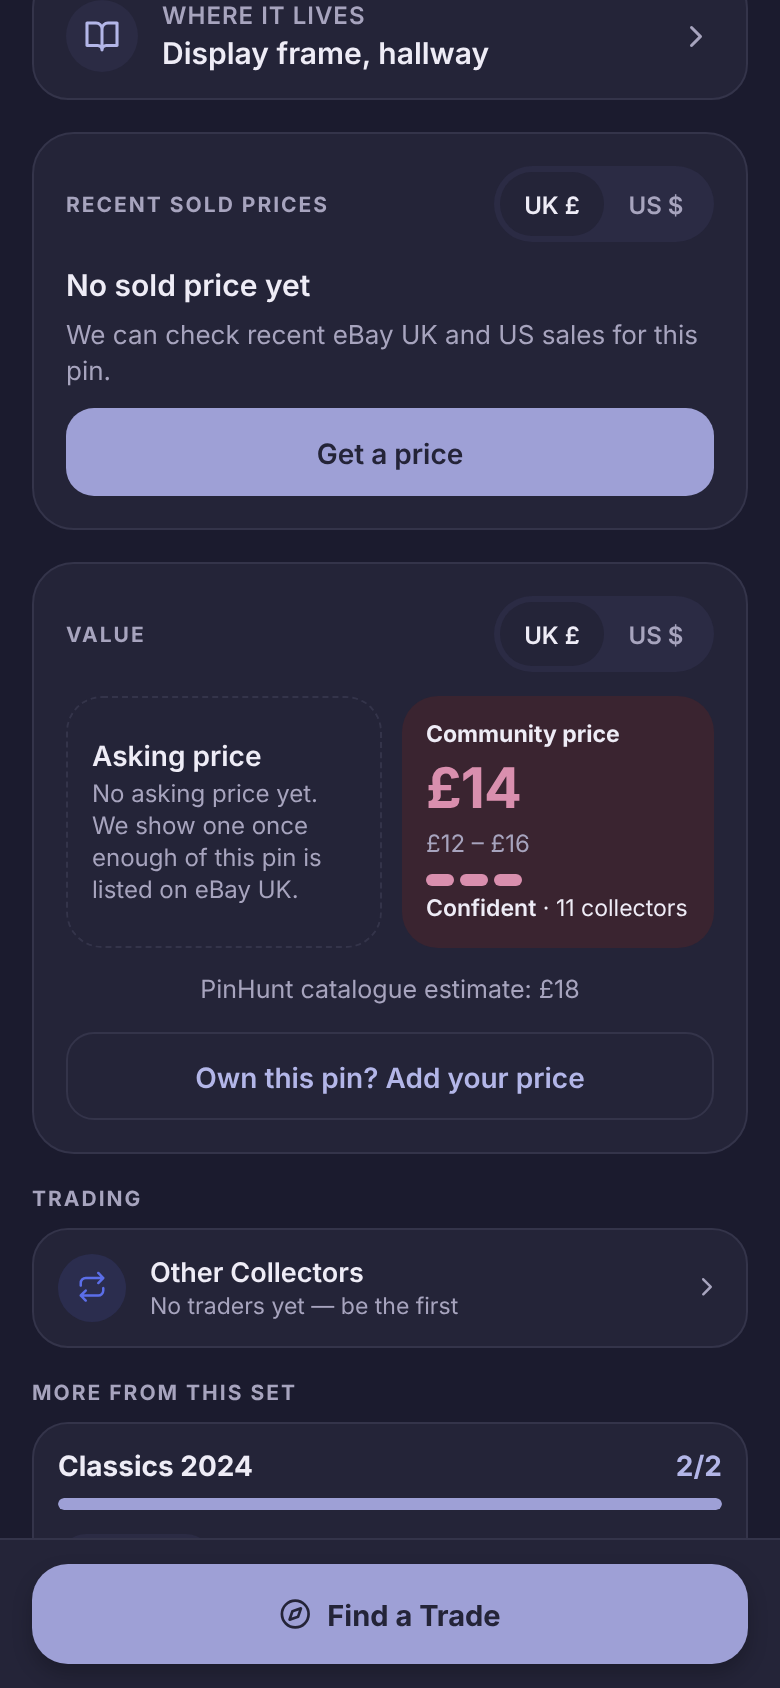 WHERE IT LIVES
Display frame, hallway
RECENT SOLD PRICES
UK £ US $
No sold price yet
We can check recent eBay UK and US sales for this
pin.
Get a price
VALUE
UK £ US $
Asking price
No asking price yet.
We show one once
enough of this pin is
listed on eBay UK.
Community price
£14
£12 – £16
Confident · 11 collectors
PinHunt catalogue estimate: £18
Own this pin? Add your price
TRADING
Other Collectors
No traders yet — be the first
MORE FROM THIS SET
Classics 2024 2/2
Find a Trade